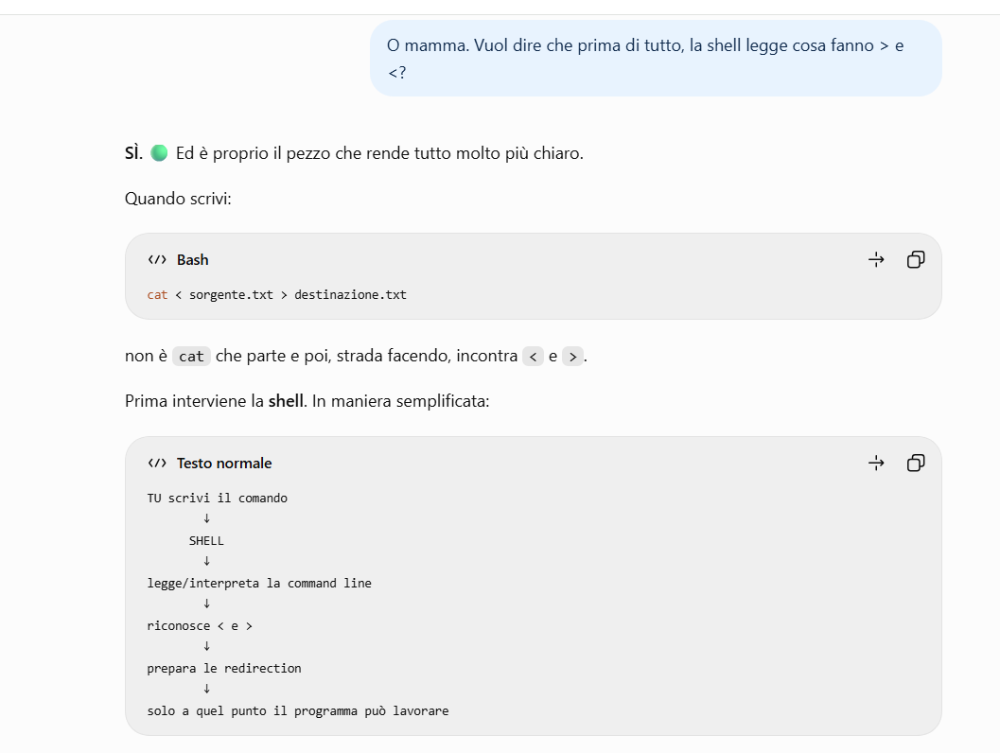 O mamma. Vuol dire che prima di tutto, la shell legge cosa fanno > e
<?
SÌ. Ed è proprio il pezzo che rende tutto molto più chiaro.
Quando scrivi:
</> Bash
cat < sorgente.txt > destinazione.txt
non è cat che parte e poi, strada facendo, incontra < e >.
Prima interviene la shell. In maniera semplificata:
</> Testo normale
TU scrivi il comando
↓
SHELL
↓
legge/interpreta la command line
↓
riconosce < e >
↓
prepara le redirection
↓
solo a quel punto il programma può lavorare